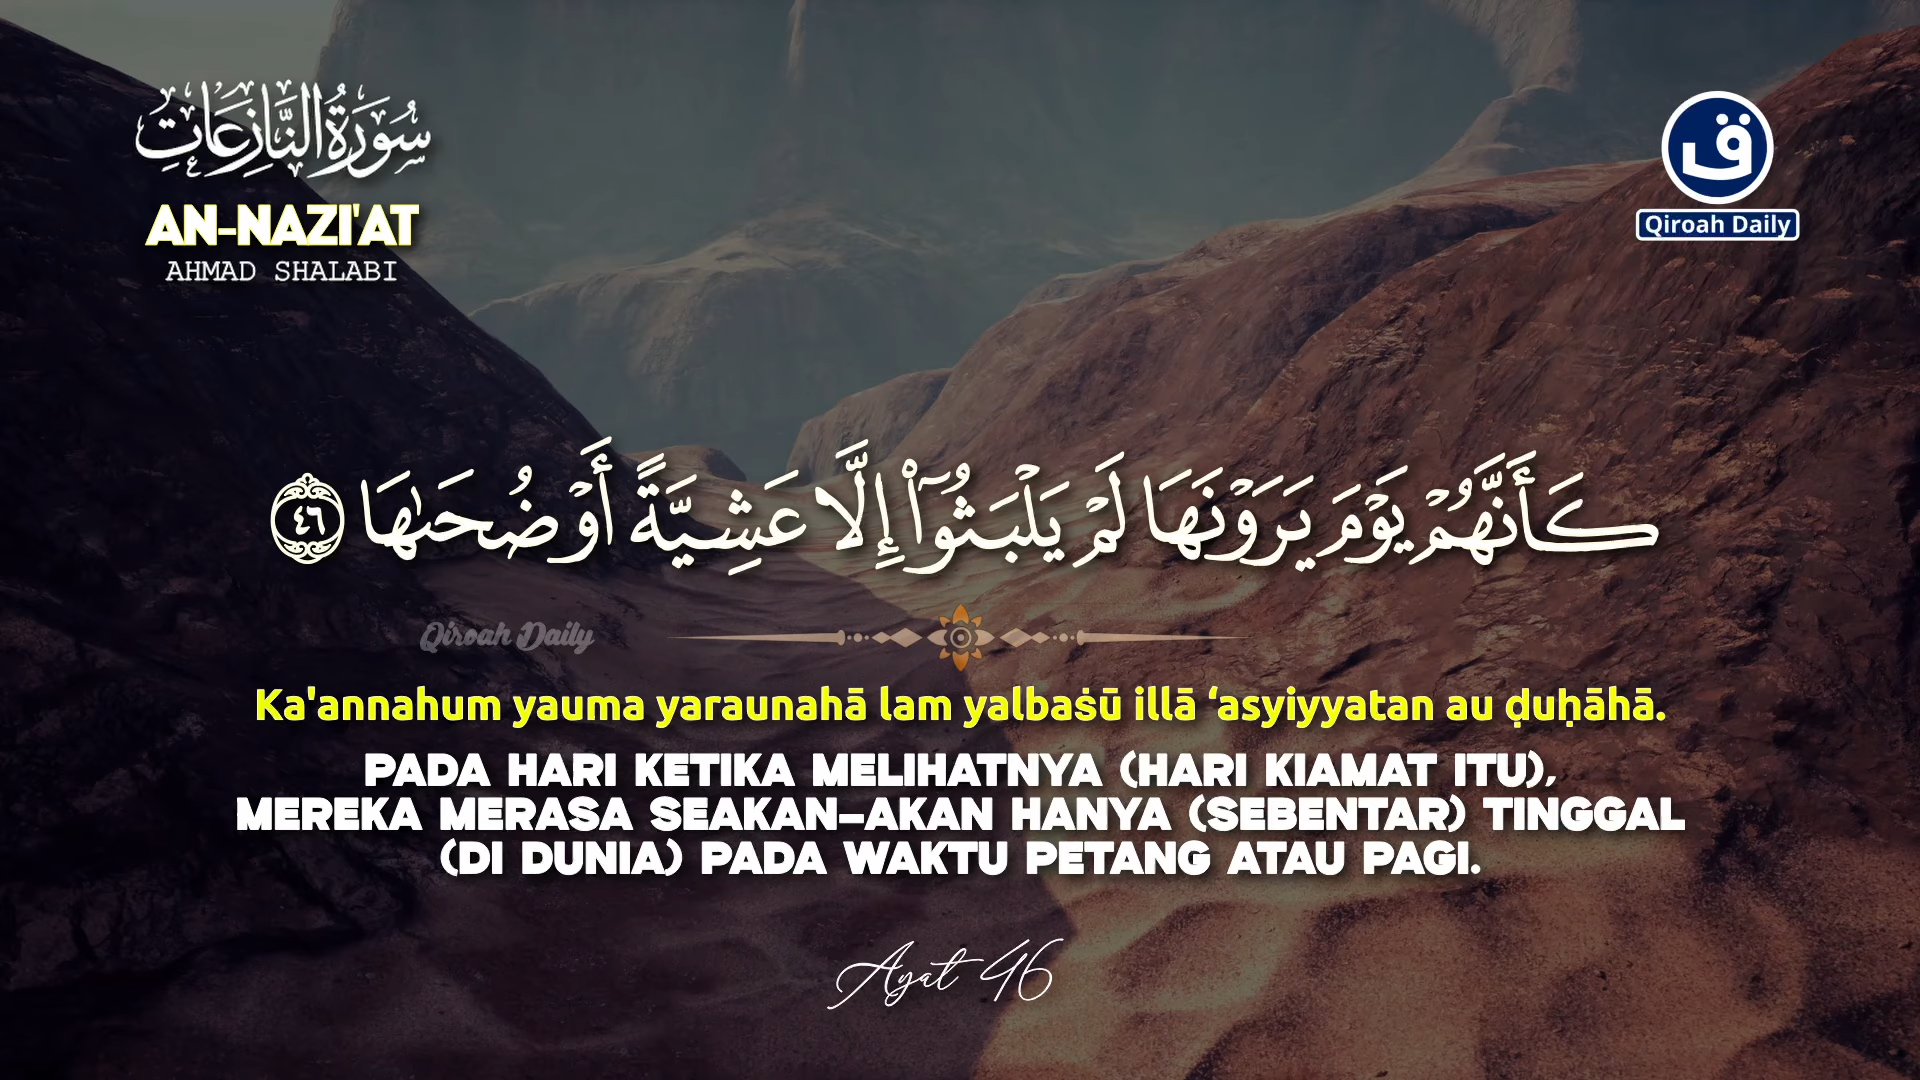 سُورَةُ النَّازِعَاتِ
AN-NAZI'AT
AHMAD SHALABI
ق
Qiroah Daily
كَأَنَّهُمْ يَوْمَ يَرَوْنَهَا لَمْ يَلْبَثُوٓا۟ إِلَّا عَشِيَّةً أَوْ ضُحَىٰهَا ٤٦
Qiroah Daily
Ka'annahum yauma yaraunahā lam yalbaṡū illā ‘asyiyyatan au ḍuḥāhā.
PADA HARI KETIKA MELIHATNYA (HARI KIAMAT ITU),
MEREKA MERASA SEAKAN-AKAN HANYA (SEBENTAR) TINGGAL
(DI DUNIA) PADA WAKTU PETANG ATAU PAGI.
Ayat 46